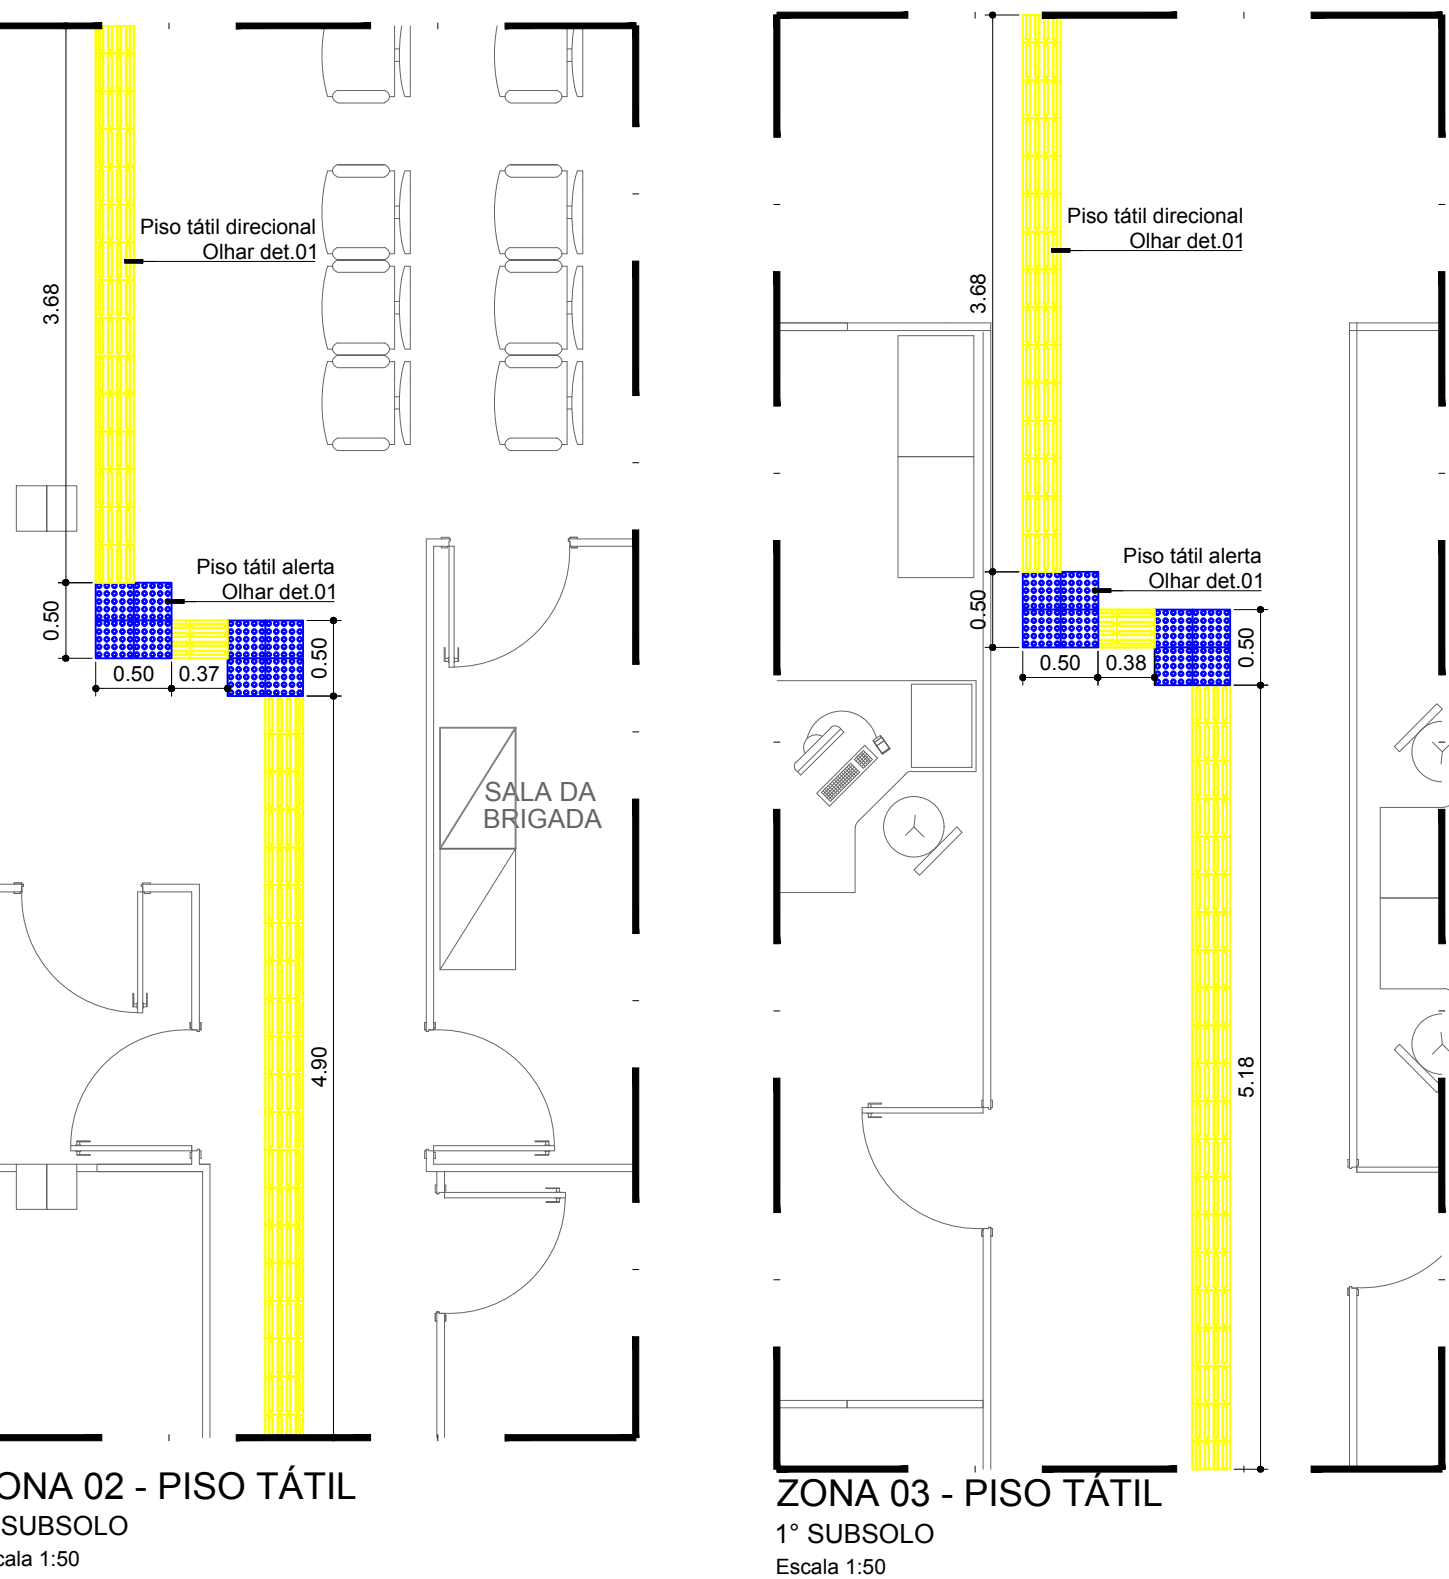 Piso tátil direcional
Olhar det.01
3.68
Piso tátil alerta
Olhar det.01
0.50
0.50
0.37
0.50
SALA DA
BRIGADA
4.90
ONA 02 - PISO TÁTIL
SUBSOLO
cala 1:50
Piso tátil direcional
Olhar det.01
3.68
Piso tátil alerta
Olhar det.01
0.50
0.50
0.38
0.50
5.18
ZONA 03 - PISO TÁTIL
1° SUBSOLO
Escala 1:50